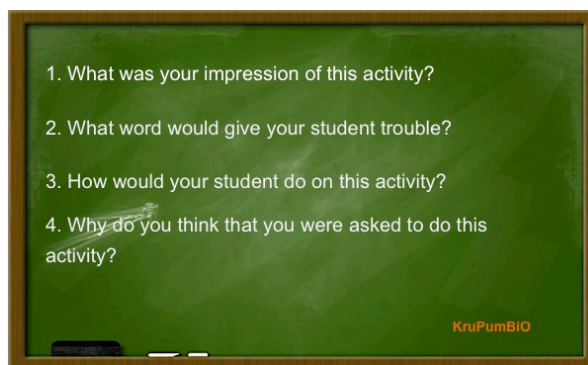 1. What was your impression of this activity?
2. What word would give your student trouble?
3. How would your student do on this activity?
4. Why do you think that you were asked to do this
activity?
KruPumBIO